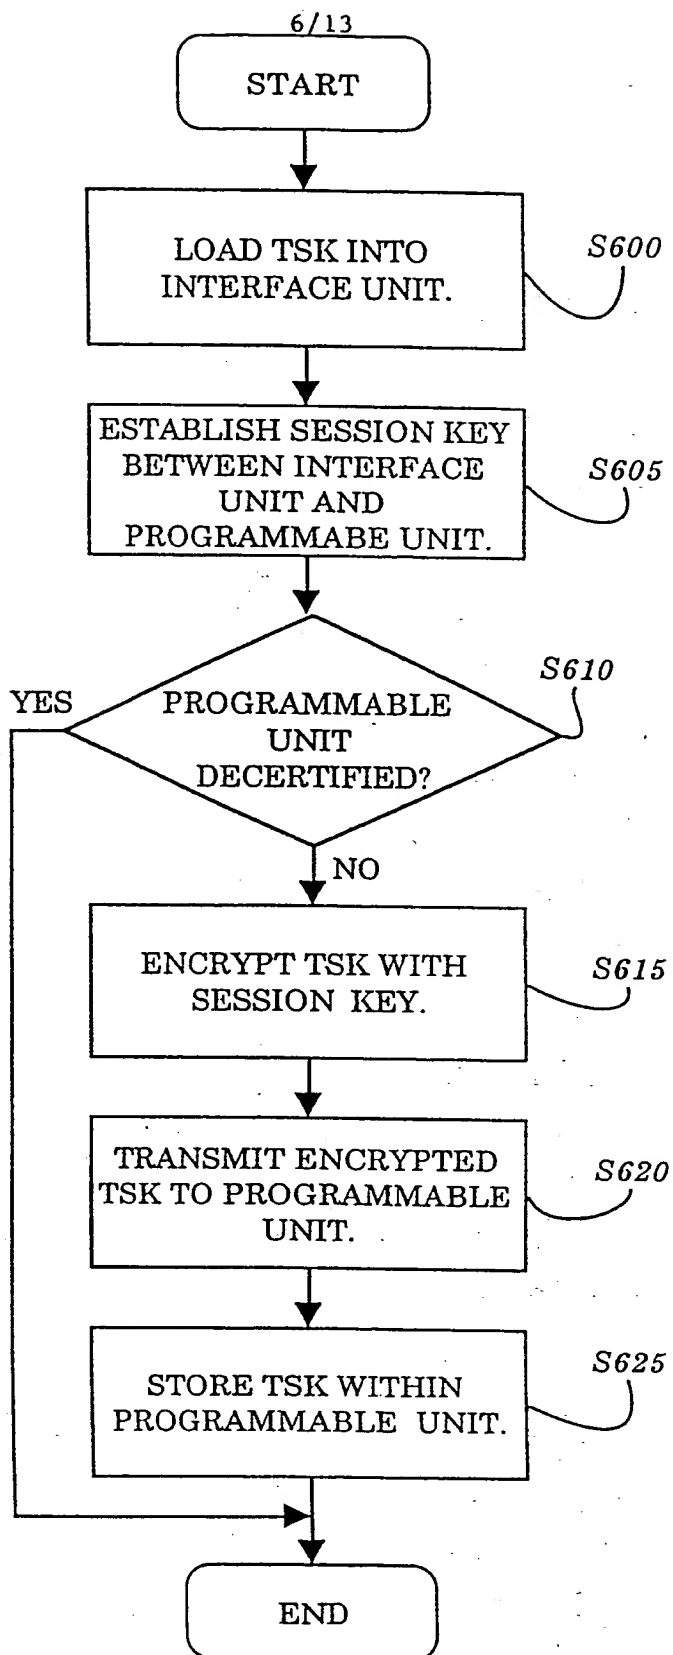 6/13
START
LOAD TSK INTO
INTERFACE UNIT.
S600
ESTABLISH SESSION KEY
BETWEEN INTERFACE
UNIT AND
PROGRAMMABE UNIT.
S605
S610
YES
PROGRAMMABLE
UNIT
DECERTIFIED?
NO
ENCRYPT TSK WITH
SESSION KEY.
S615
TRANSMIT ENCRYPTED
TSK TO PROGRAMMABLE
UNIT.
S620
STORE TSK WITHIN
PROGRAMMABLE UNIT.
S625
END